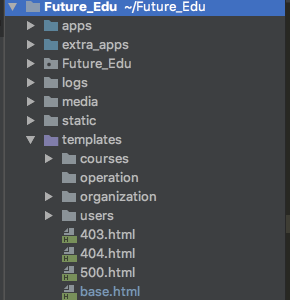 Future_Edu ~/Future_Edu
apps
extra_apps
Future_Edu
logs
media
static
templates
courses
operation
organization
users
403.html
404.html
500.html
base.html